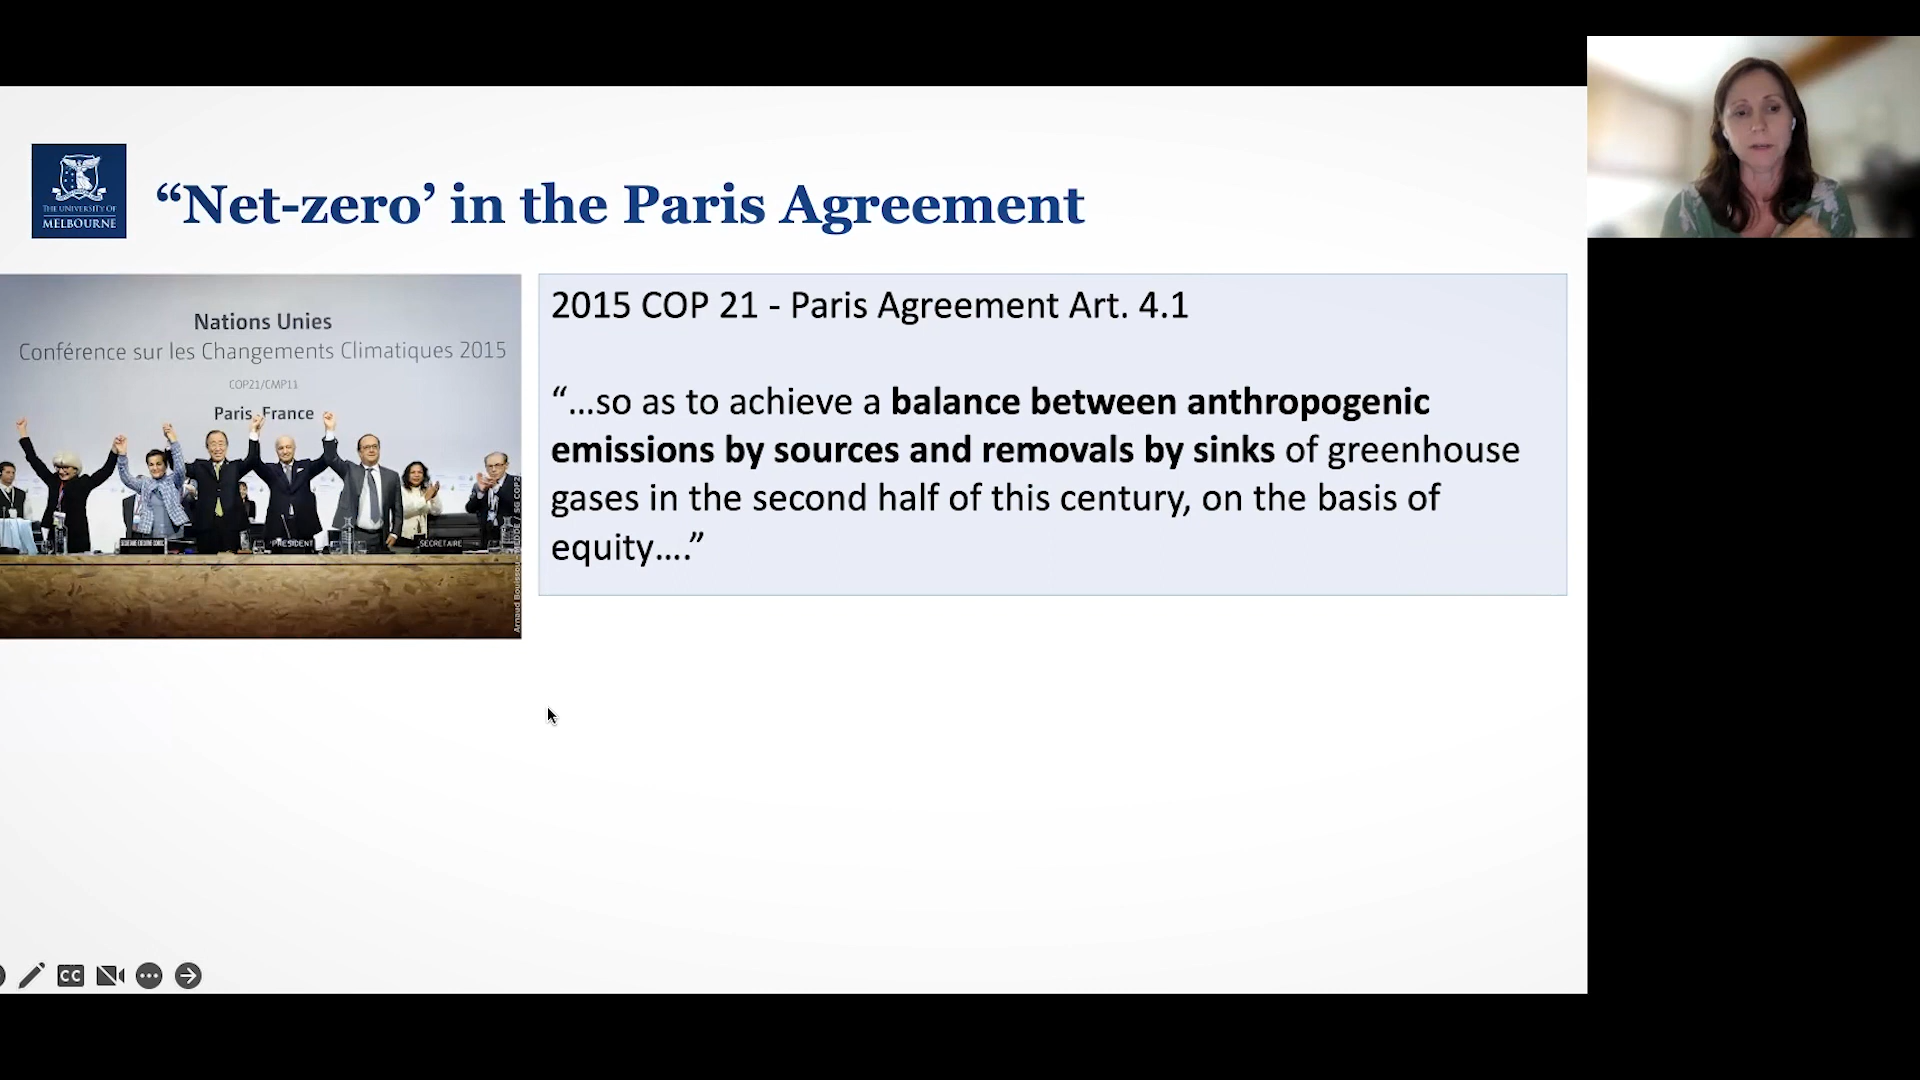 THE UNIVERSITY OF
MELBOURNE
“Net-zero’ in the Paris Agreement
Nations Unies
Conférence sur les Changements Climatiques 2015
COP21/CMP11
Paris, France
PRESIDENT
SECRETAIRE
2015 COP 21 - Paris Agreement Art. 4.1
“...so as to achieve a balance between anthropogenic
emissions by sources and removals by sinks of greenhouse
gases in the second half of this century, on the basis of
equity....”
CC